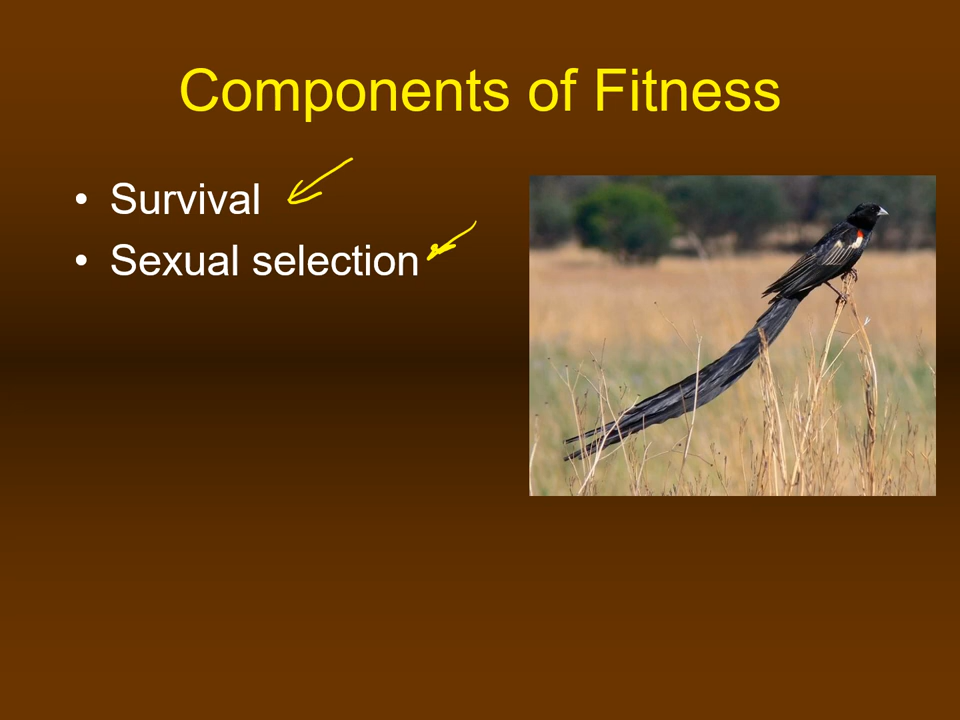 Components of Fitness
• Survival
• Sexual selection